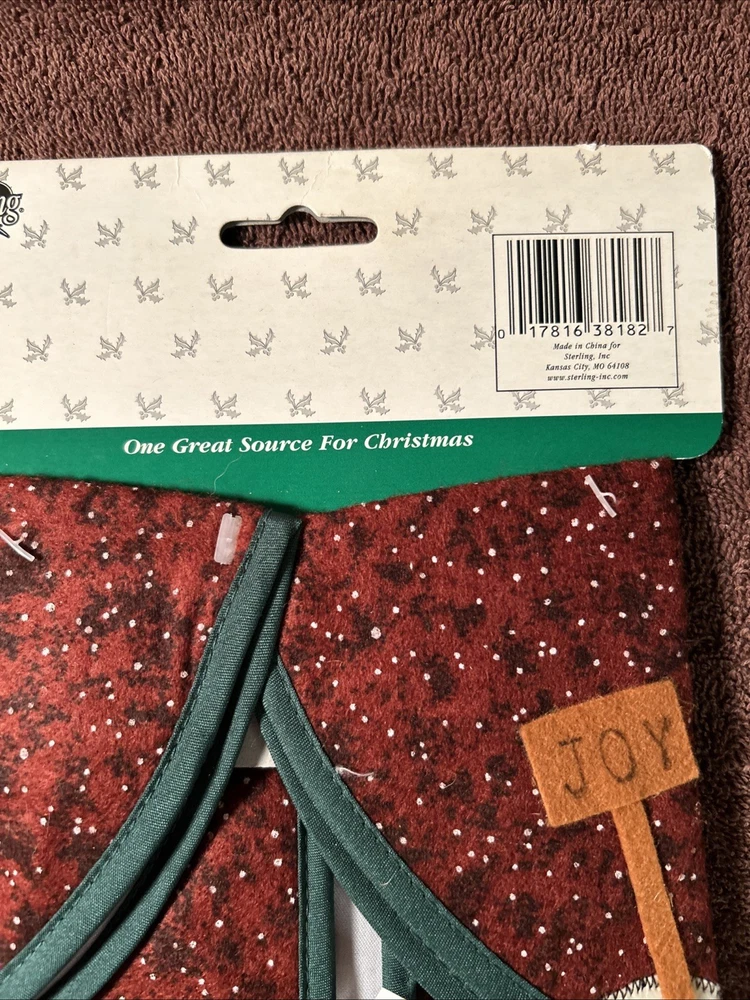 0 17816 38182 7
Made in China for
Sterling, Inc
Kansas City, MO 64108
www.sterling-inc.com
One Great Source For Christmas
JOY